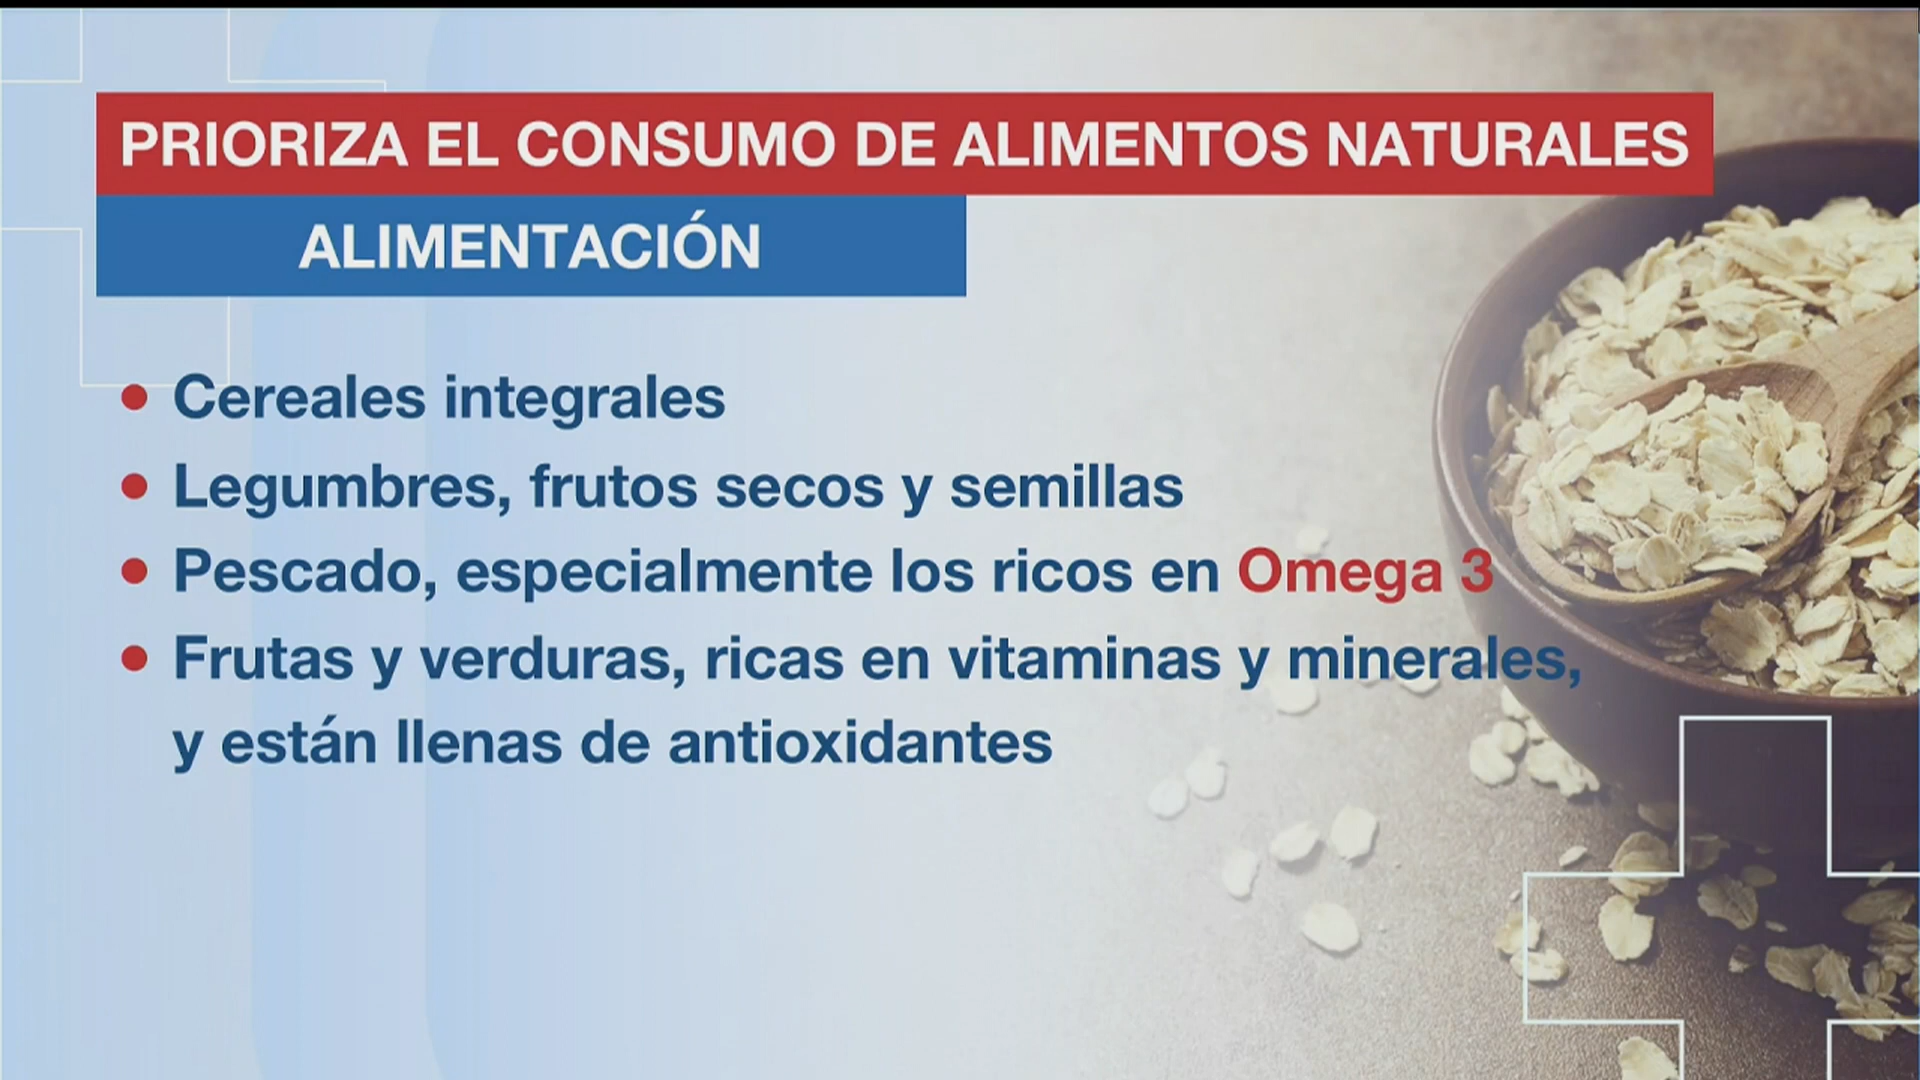 PRIORIZA EL CONSUMO DE ALIMENTOS NATURALES
ALIMENTACIÓN
• Cereales integrales
• Legumbres, frutos secos y semillas
• Pescado, especialmente los ricos en Omega 3
• Frutas y verduras, ricas en vitaminas y minerales,
y están llenas de antioxidantes